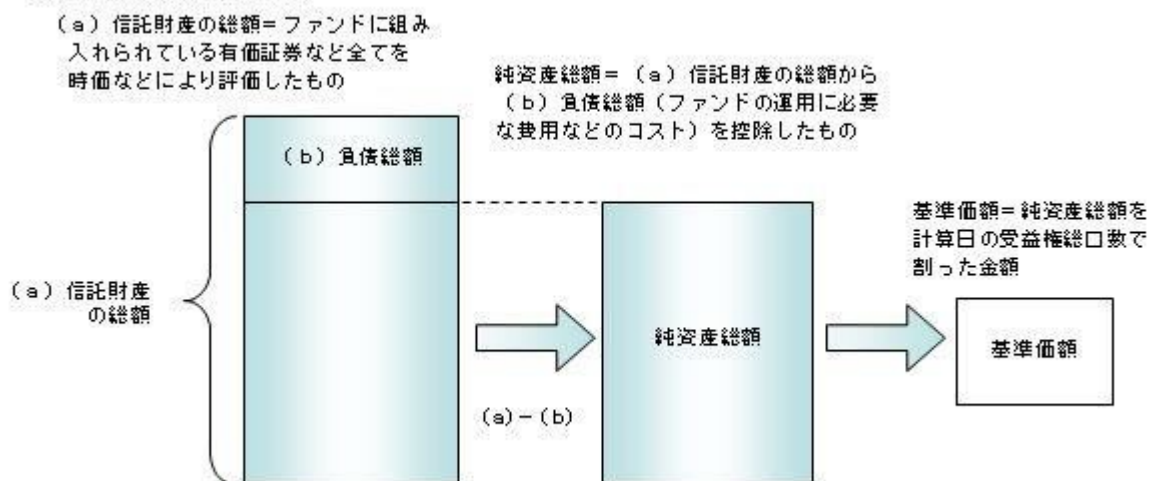 (a)信託財産の総額=ファンドに組み
入れられている有価証券など全てを
時価などにより評価したもの
純資産総額=(a)信託財産の総額から
(b)負債総額(ファンドの運用に必要
な費用などのコスト)を控除したもの
(b)負債総額
基準価額=純資産総額を
計算日の受益権総口数で
割った金額
(a)信託財産
の総額
純資産総額
基準価額
(a)-(b)